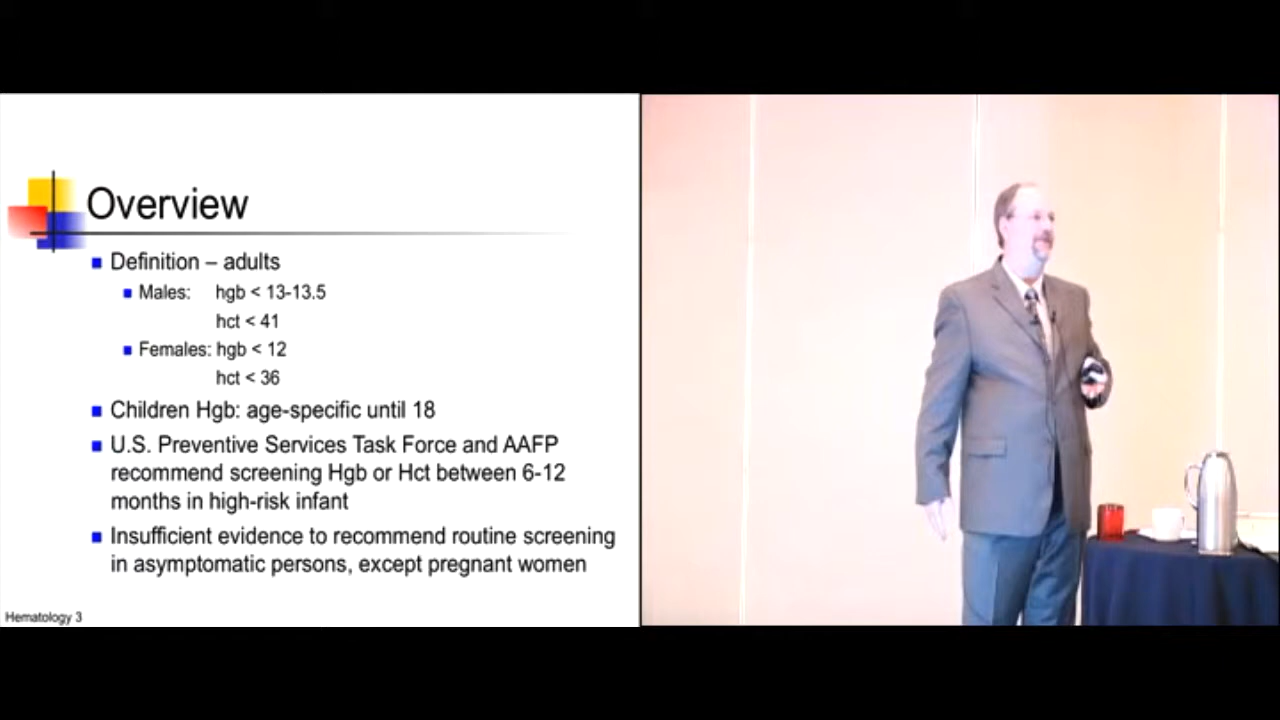 Overview
Definition – adults
Males: hgb < 13-13.5
hct < 41
Females: hgb < 12
hct < 36
Children Hgb: age-specific until 18
U.S. Preventive Services Task Force and AAFP
recommend screening Hgb or Hct between 6-12
months in high-risk infant
Insufficient evidence to recommend routine screening
in asymptomatic persons, except pregnant women
Hematology 3